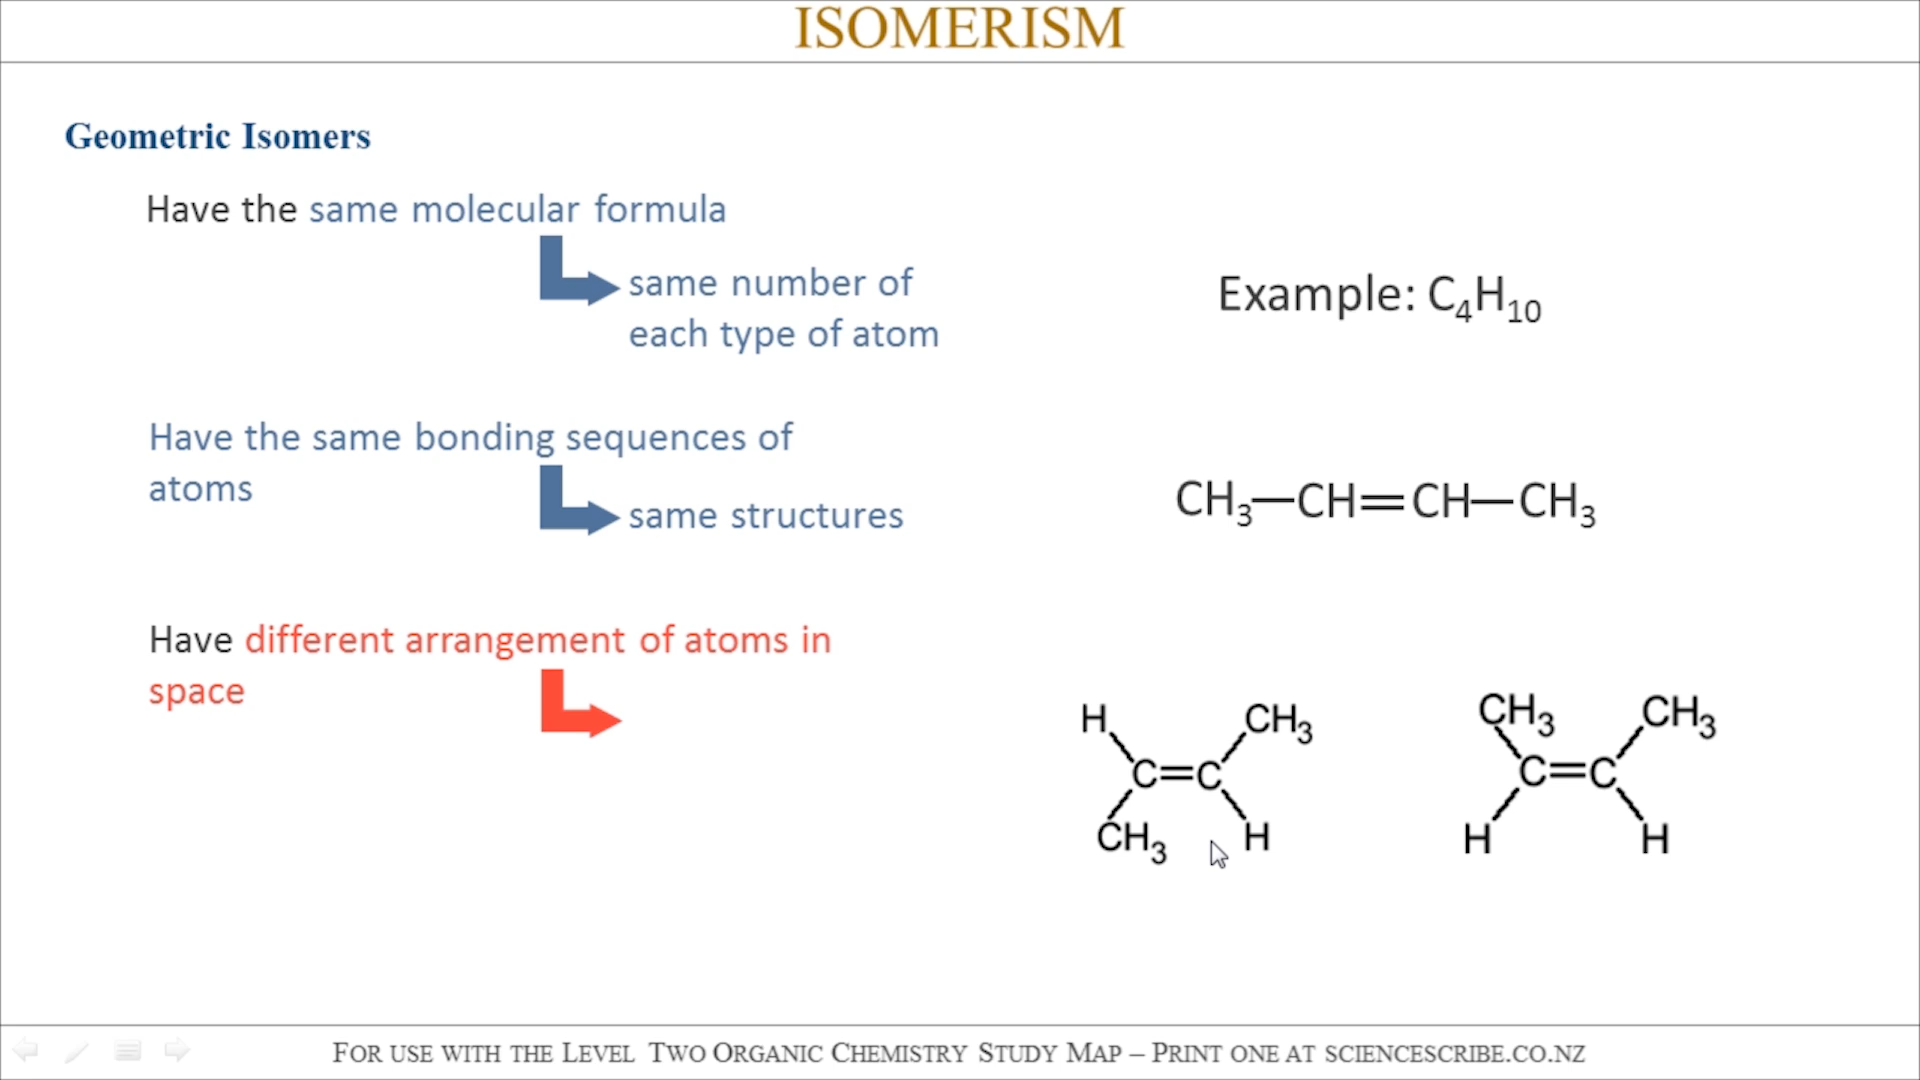 ISOMERISM
Geometric Isomers
Have the same molecular formula
same number of
each type of atom
Example: C₄H₁₀
Have the same bonding sequences of
atoms
same structures
CH₃—CH=CH—CH₃
Have different arrangement of atoms in
space
H CH₃
C=C
CH₃ H
CH₃ CH₃
C=C
H H
FOR USE WITH THE LEVEL TWO ORGANIC CHEMISTRY STUDY MAP – PRINT ONE AT SCIENCESCRIBE.CO.NZ